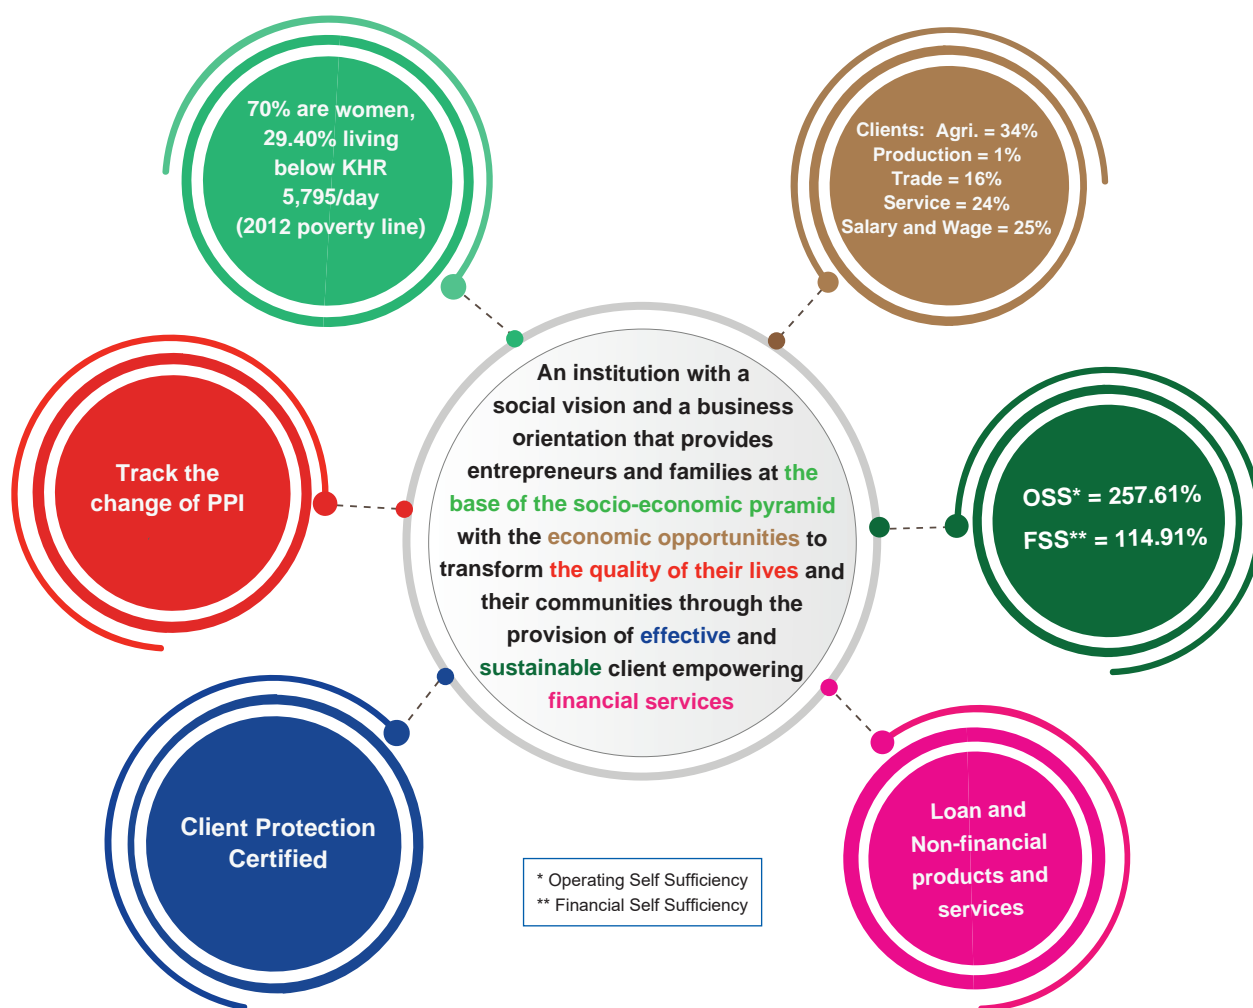 70% are women,
29.40% living
below KHR
5,795/day
(2012 poverty line)
Clients: Agri. = 34%
Production = 1%
Trade = 16%
Service = 24%
Salary and Wage = 25%
Track the
change of PPI
An institution with a
social vision and a business
orientation that provides
entrepreneurs and families at the
base of the socio-economic pyramid
with the economic opportunities to
transform the quality of their lives and
their communities through the
provision of effective and
sustainable client empowering
financial services
OSS* = 257.61%
FSS** = 114.91%
Client Protection
Certified
Loan and
Non-financial
products and
services
* Operating Self Sufficiency
** Financial Self Sufficiency